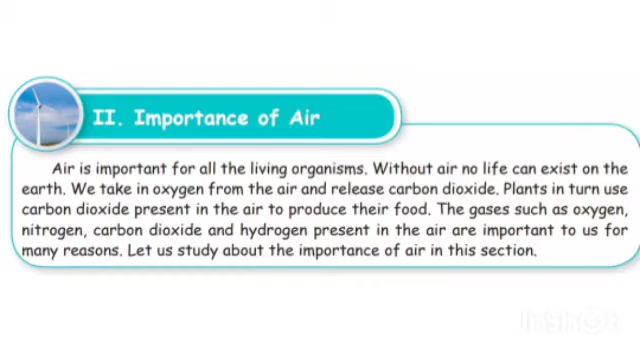 II. Importance of Air
Air is important for all the living organisms. Without air no life can exist on the
earth. We take in oxygen from the air and release carbon dioxide. Plants in turn use
carbon dioxide present in the air to produce their food. The gases such as oxygen,
nitrogen, carbon dioxide and hydrogen present in the air are important to us for
many reasons. Let us study about the importance of air in this section.
InShot